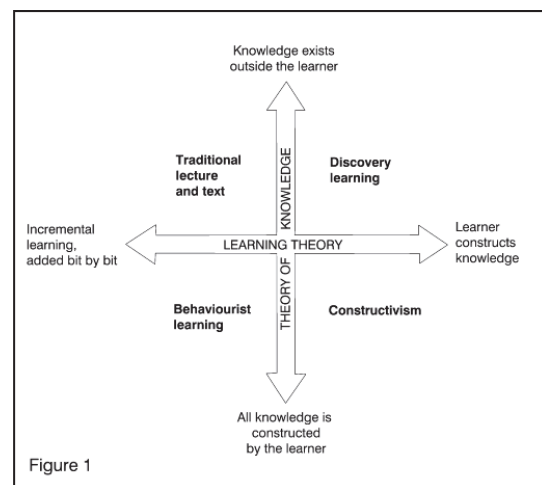 Knowledge exists
outside the learner
Traditional
lecture
and text
Discovery
learning
THEORY OF KNOWLEDGE
Incremental
learning,
added bit by bit
LEARNING THEORY
Learner
constructs
knowledge
Behaviourist
learning
Constructivism
All knowledge is
constructed
by the learner
Figure 1